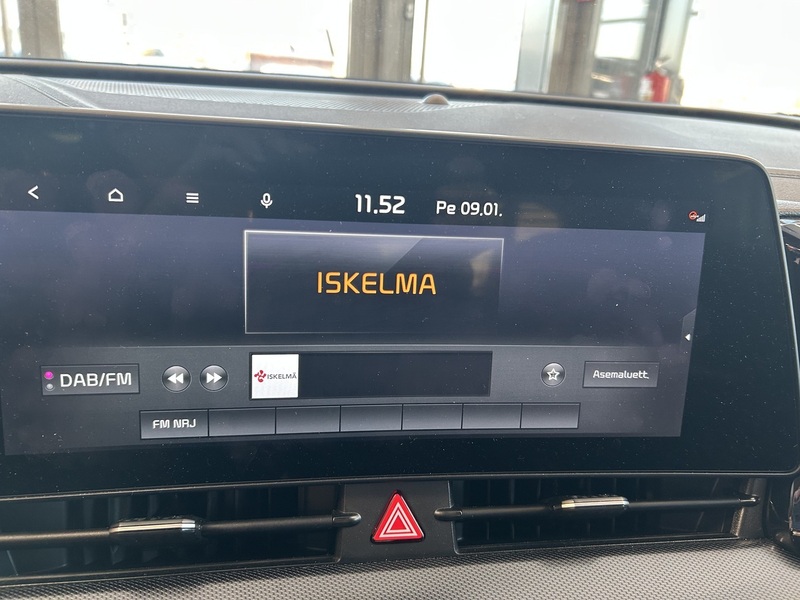 11.52 Pe 09.01.
ISKELMA
DAB/FM
ISKELMÄ
Asemaluett.
FM NRJ